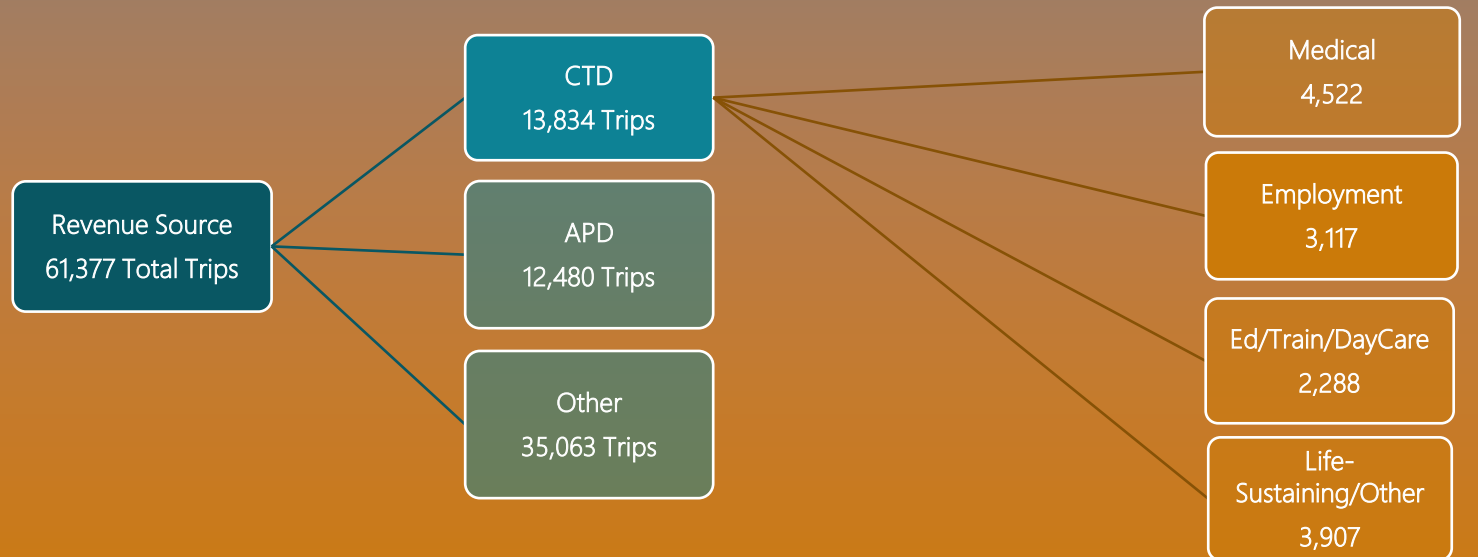 Revenue Source
61,377 Total Trips
CTD
13,834 Trips
APD
12,480 Trips
Other
35,063 Trips
Medical
4,522
Employment
3,117
Ed/Train/DayCare
2,288
Life-
Sustaining/Other
3,907